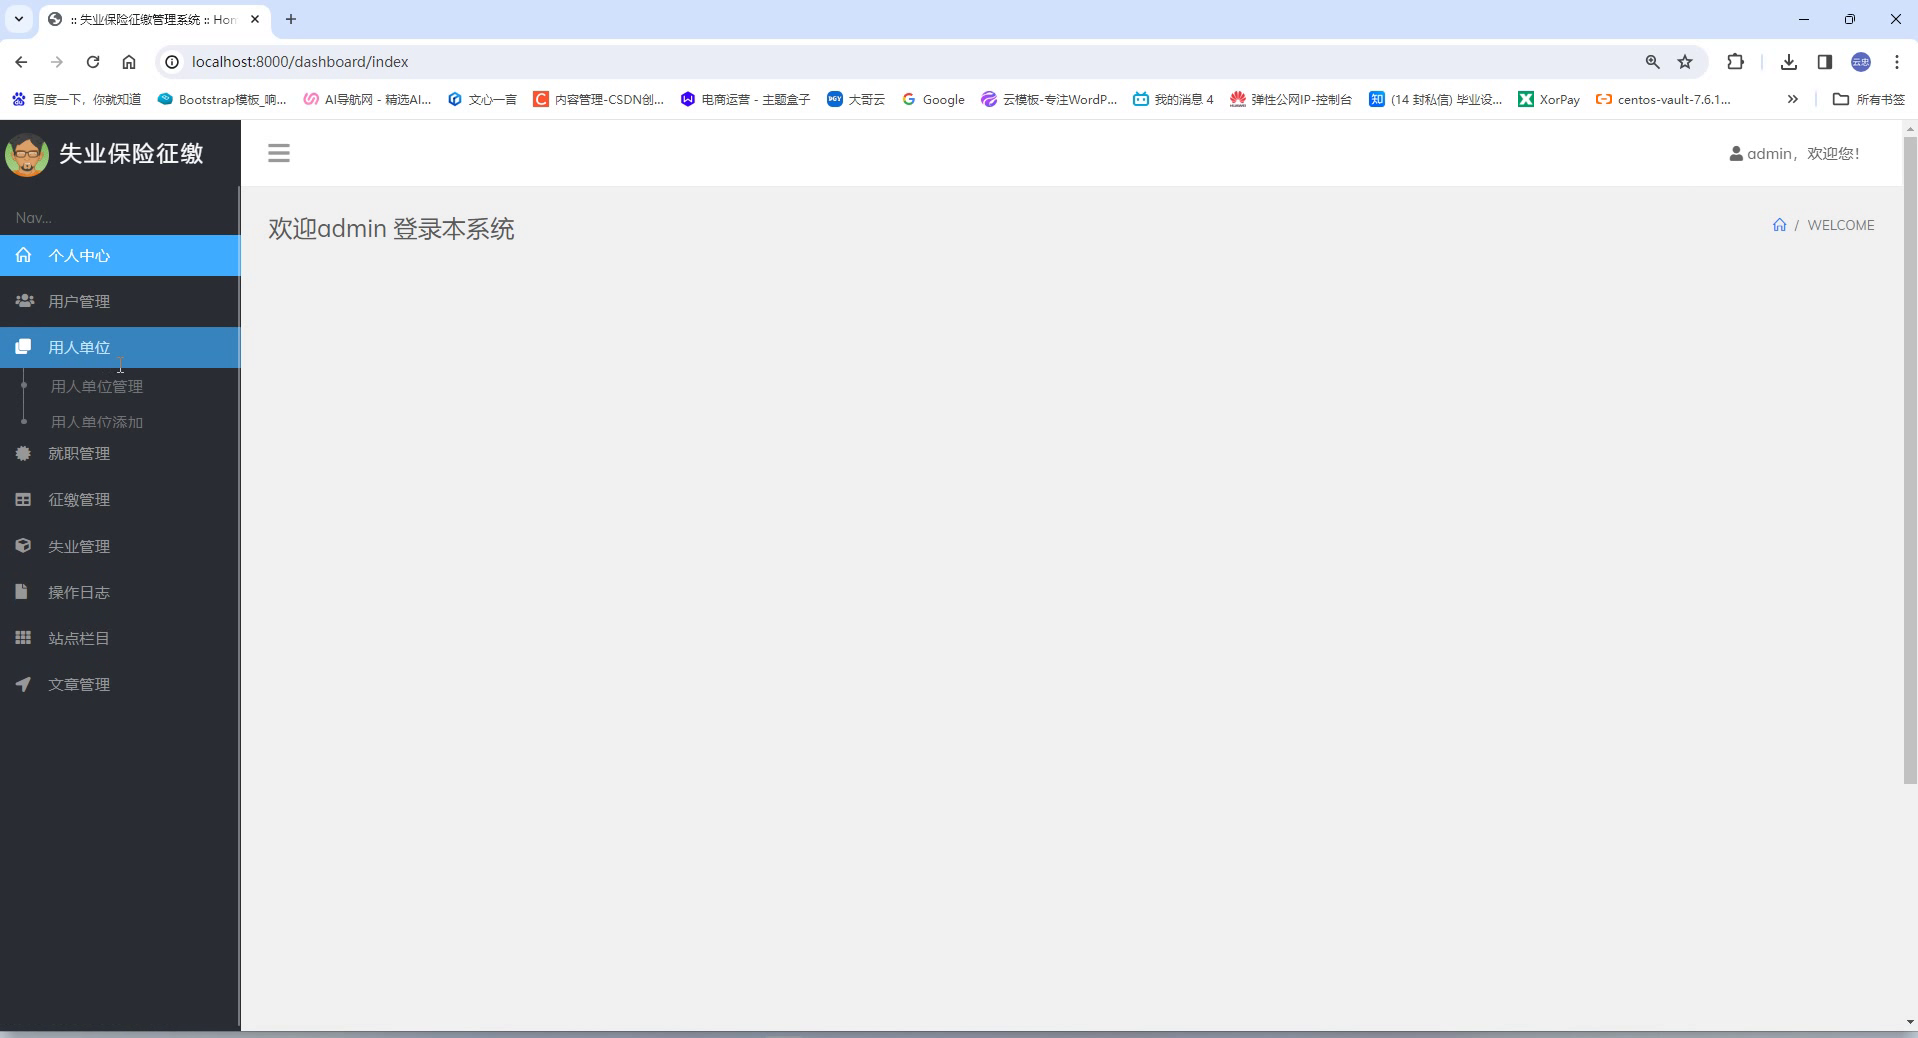 :: 失业保险征缴管理系统 :: Hon
localhost:8000/dashboard/index
百度一下，你就知道 Bootstrap模板_响... AI导航网 - 精选AI... 文心一言 内容管理-CSDN创... 电商运营 - 主题盒子 大哥云 Google 云模板-专注WordP... 我的消息 4 弹性公网IP-控制台 (14 封私信) 毕业设... XorPay centos-vault-7.6.1... 所有书签
失业保险征缴
admin，欢迎您！
Nav...
欢迎admin 登录本系统
/ WELCOME
个人中心
用户管理
用人单位
用人单位管理
用人单位添加
就职管理
征缴管理
失业管理
操作日志
站点栏目
文章管理